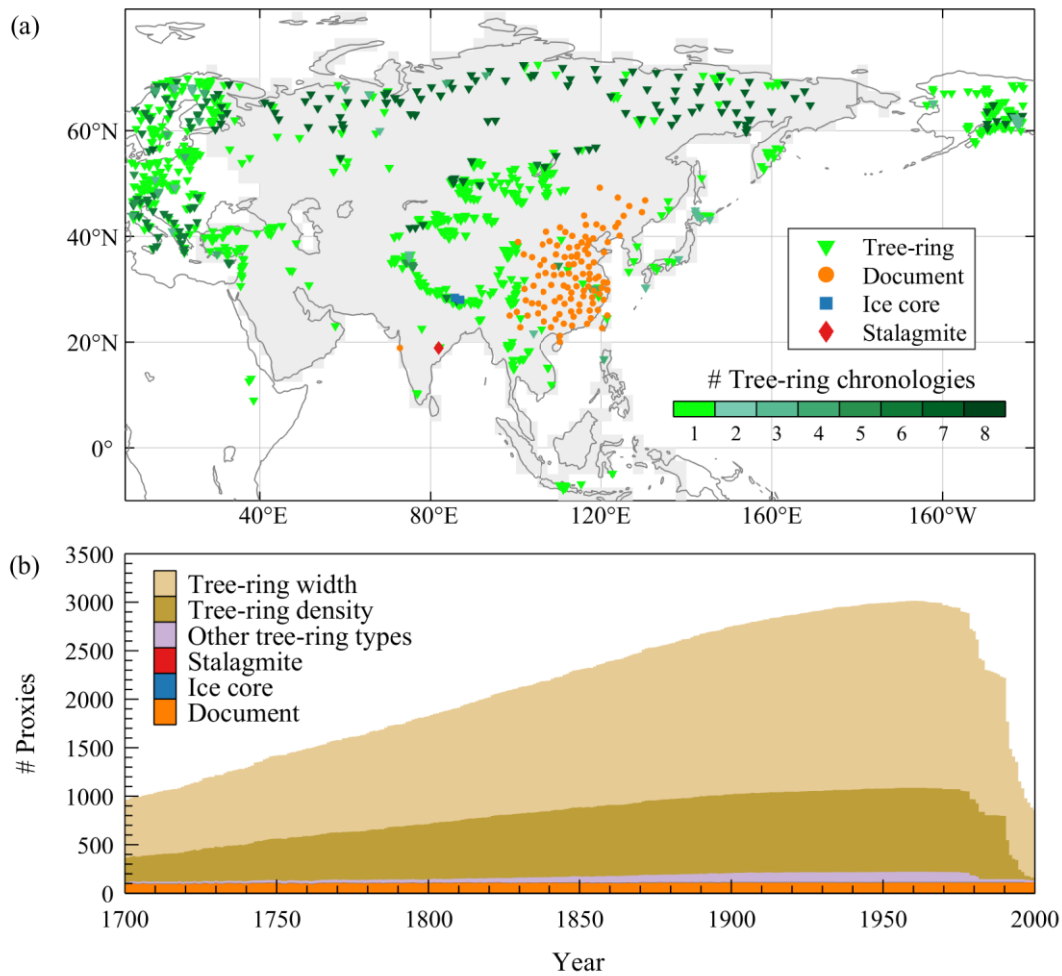 (a)
60°N
40°N
20°N
0°
40°E
80°E
120°E
160°E
160°W
Tree-ring
Document
Ice core
Stalagmite
# Tree-ring chronologies
1 2 3 4 5 6 7 8
(b)
# Proxies
3500
3000
2500
2000
1500
1000
500
0
Tree-ring width
Tree-ring density
Other tree-ring types
Stalagmite
Ice core
Document
1700 1750 1800 1850 1900 1950 2000
Year